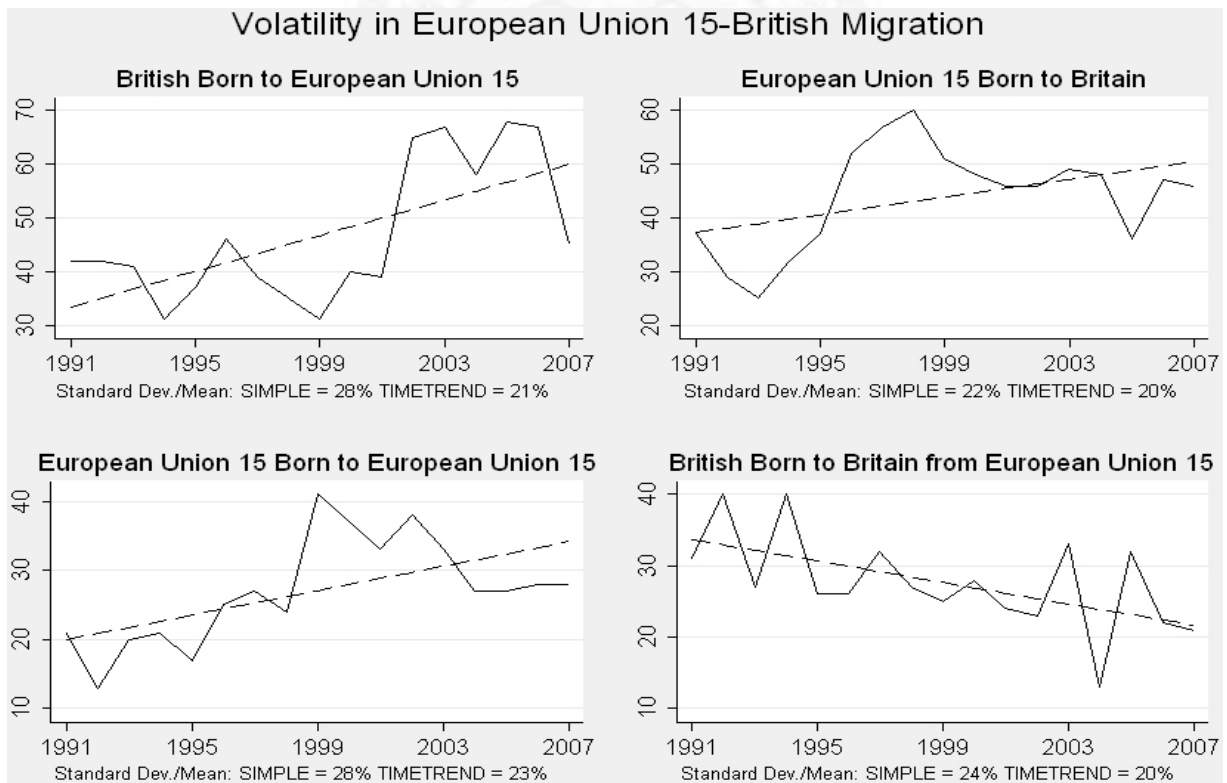 Volatility in European Union 15-British Migration
British Born to European Union 15
70
60
50
40
30
1991 1995 1999 2003 2007
Standard Dev./Mean: SIMPLE = 28% TIMETREND = 21%
European Union 15 Born to Britain
60
50
40
30
20
1991 1995 1999 2003 2007
Standard Dev./Mean: SIMPLE = 22% TIMETREND = 20%
European Union 15 Born to European Union 15
40
30
20
10
1991 1995 1999 2003 2007
Standard Dev./Mean: SIMPLE = 28% TIMETREND = 23%
British Born to Britain from European Union 15
40
30
20
10
1991 1995 1999 2003 2007
Standard Dev./Mean: SIMPLE = 24% TIMETREND = 20%